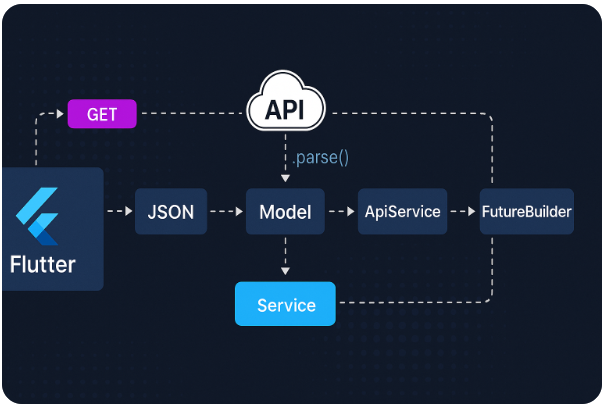 API
GET
.parse()
JSON
Model
ApiService
FutureBuilder
Flutter
Service